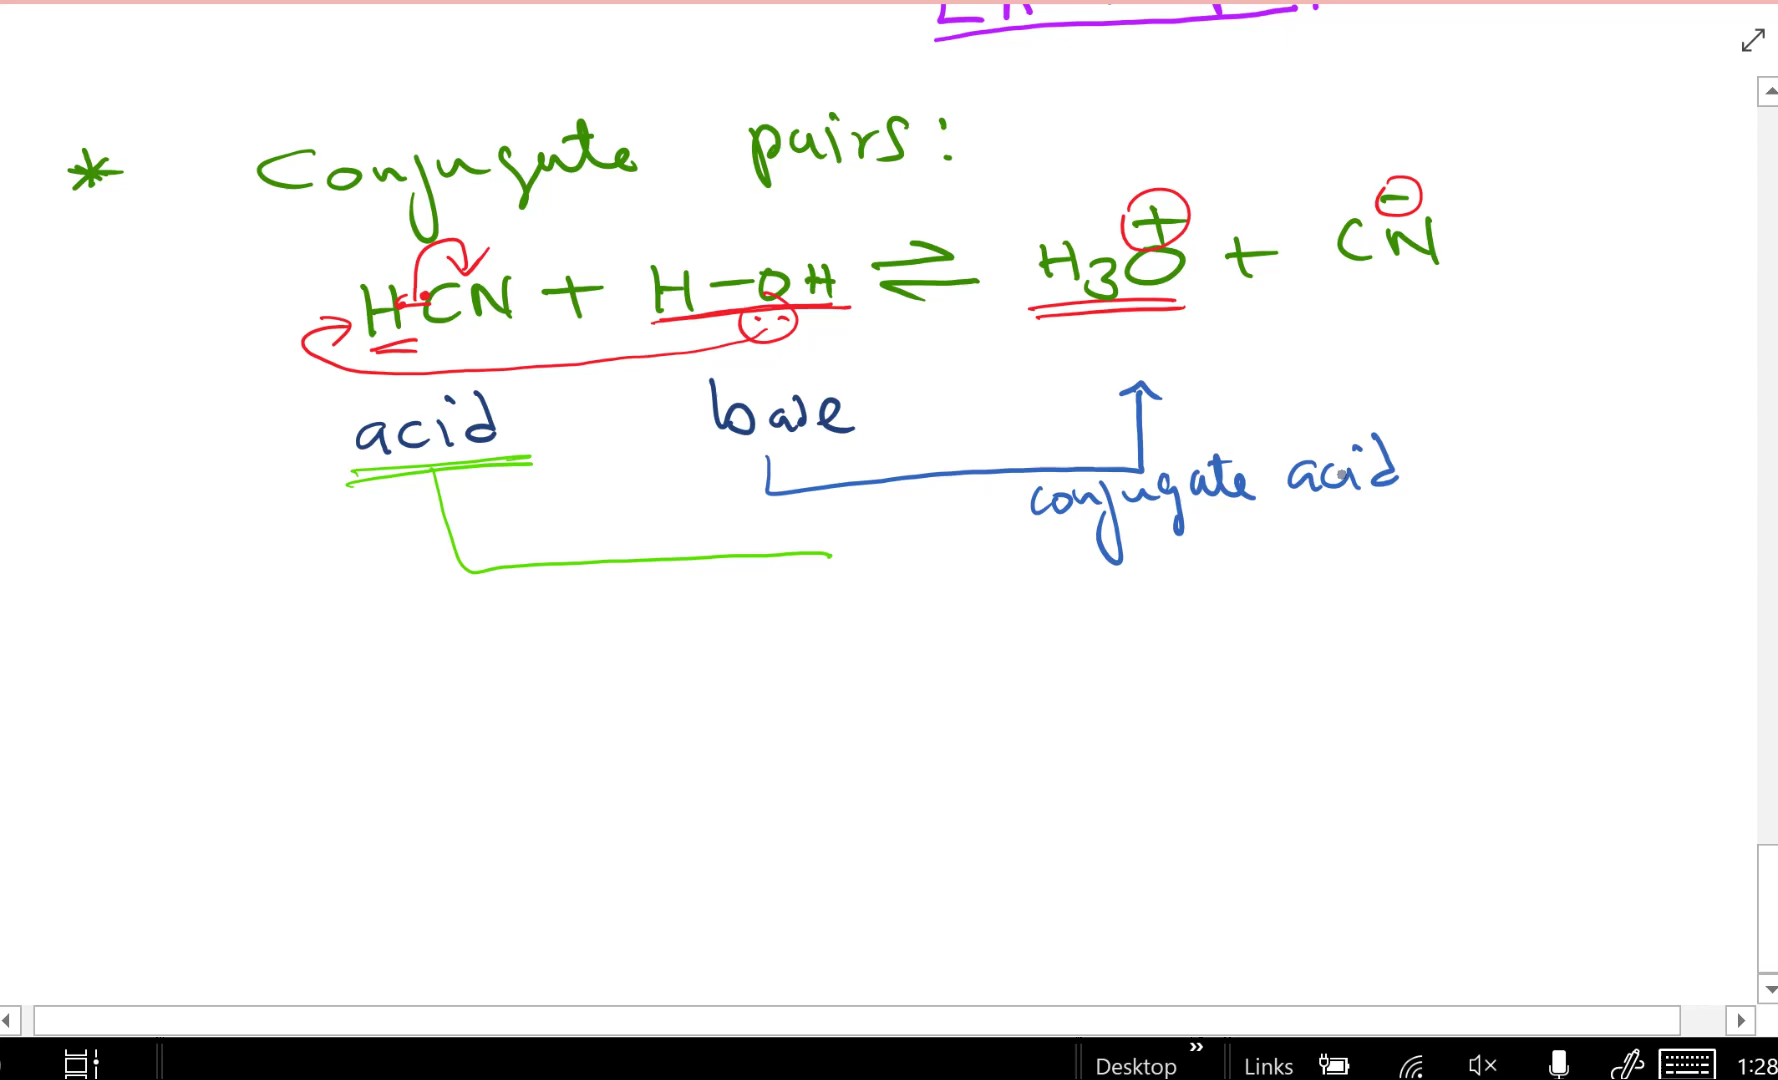 * Conjugate pairs:
HCN + H-OH ⇌ H3O+ + CN-
acid base
conjugate acid
Desktop » Links 1:28